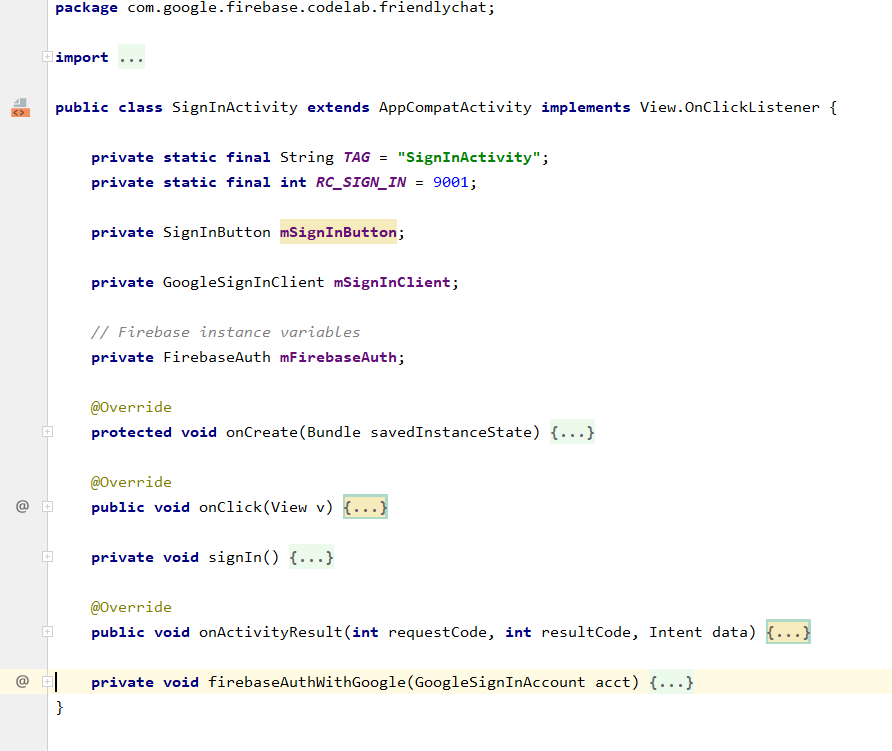 package com.google.firebase.codelab.friendlychat;
import ...
public class SignInActivity extends AppCompatActivity implements View.OnClickListener {
private static final String TAG = "SignInActivity";
private static final int RC_SIGN_IN = 9001;
private SignInButton mSignInButton;
private GoogleSignInClient mSignInClient;
// Firebase instance variables
private FirebaseAuth mFirebaseAuth;
@Override
protected void onCreate(Bundle savedInstanceState) {...}
@Override
@ public void onClick(View v) {...}
private void signIn() {...}
@Override
public void onActivityResult(int requestCode, int resultCode, Intent data) {...}
@ private void firebaseAuthWithGoogle(GoogleSignInAccount acct) {...}
}